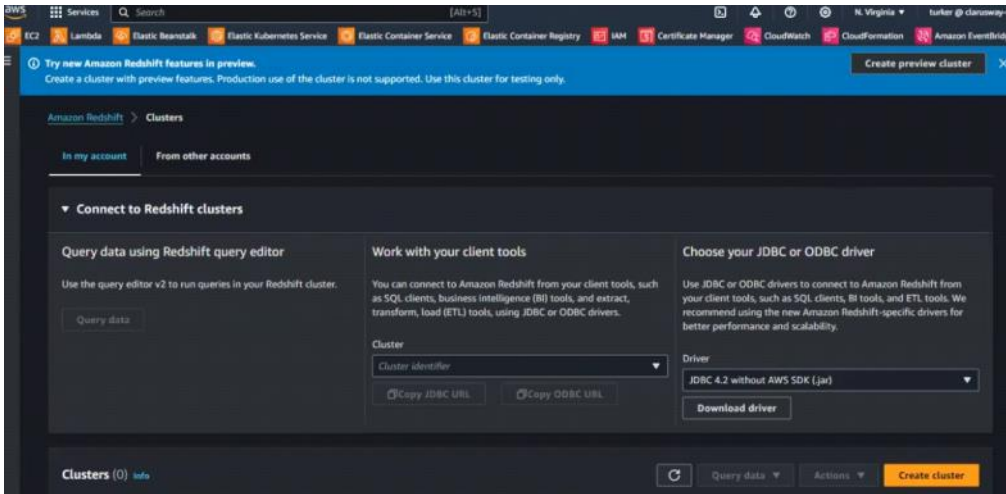 aws
Services
Search
[Alt+S]
N. Virginia
turker @ clarusway-
EC2
Lambda
Elastic Beanstalk
Elastic Kubernetes Service
Elastic Container Service
Elastic Container Registry
IAM
Certificate Manager
CloudWatch
CloudFormation
Amazon EventBridg
Try new Amazon Redshift features in preview.
Create a cluster with preview features. Production use of the cluster is not supported. Use this cluster for testing only.
Create preview cluster
Amazon Redshift > Clusters
In my account
From other accounts
Connect to Redshift clusters
Query data using Redshift query editor
Use the query editor v2 to run queries in your Redshift cluster.
Query data
Work with your client tools
You can connect to Amazon Redshift from your client tools, such
as SQL clients, business intelligence (BI) tools, and extract,
transform, load (ETL) tools, using JDBC or ODBC drivers.
Cluster
Cluster identifier
Copy JDBC URL
Copy ODBC URL
Choose your JDBC or ODBC driver
Use JDBC or ODBC drivers to connect to Amazon Redshift from
your client tools, such as SQL clients, BI tools, and ETL tools. We
recommend using the new Amazon Redshift-specific drivers for
better performance and scalability.
Driver
JDBC 4.2 without AWS SDK (.jar)
Download driver
Clusters (0) Info
Query data
Actions
Create cluster